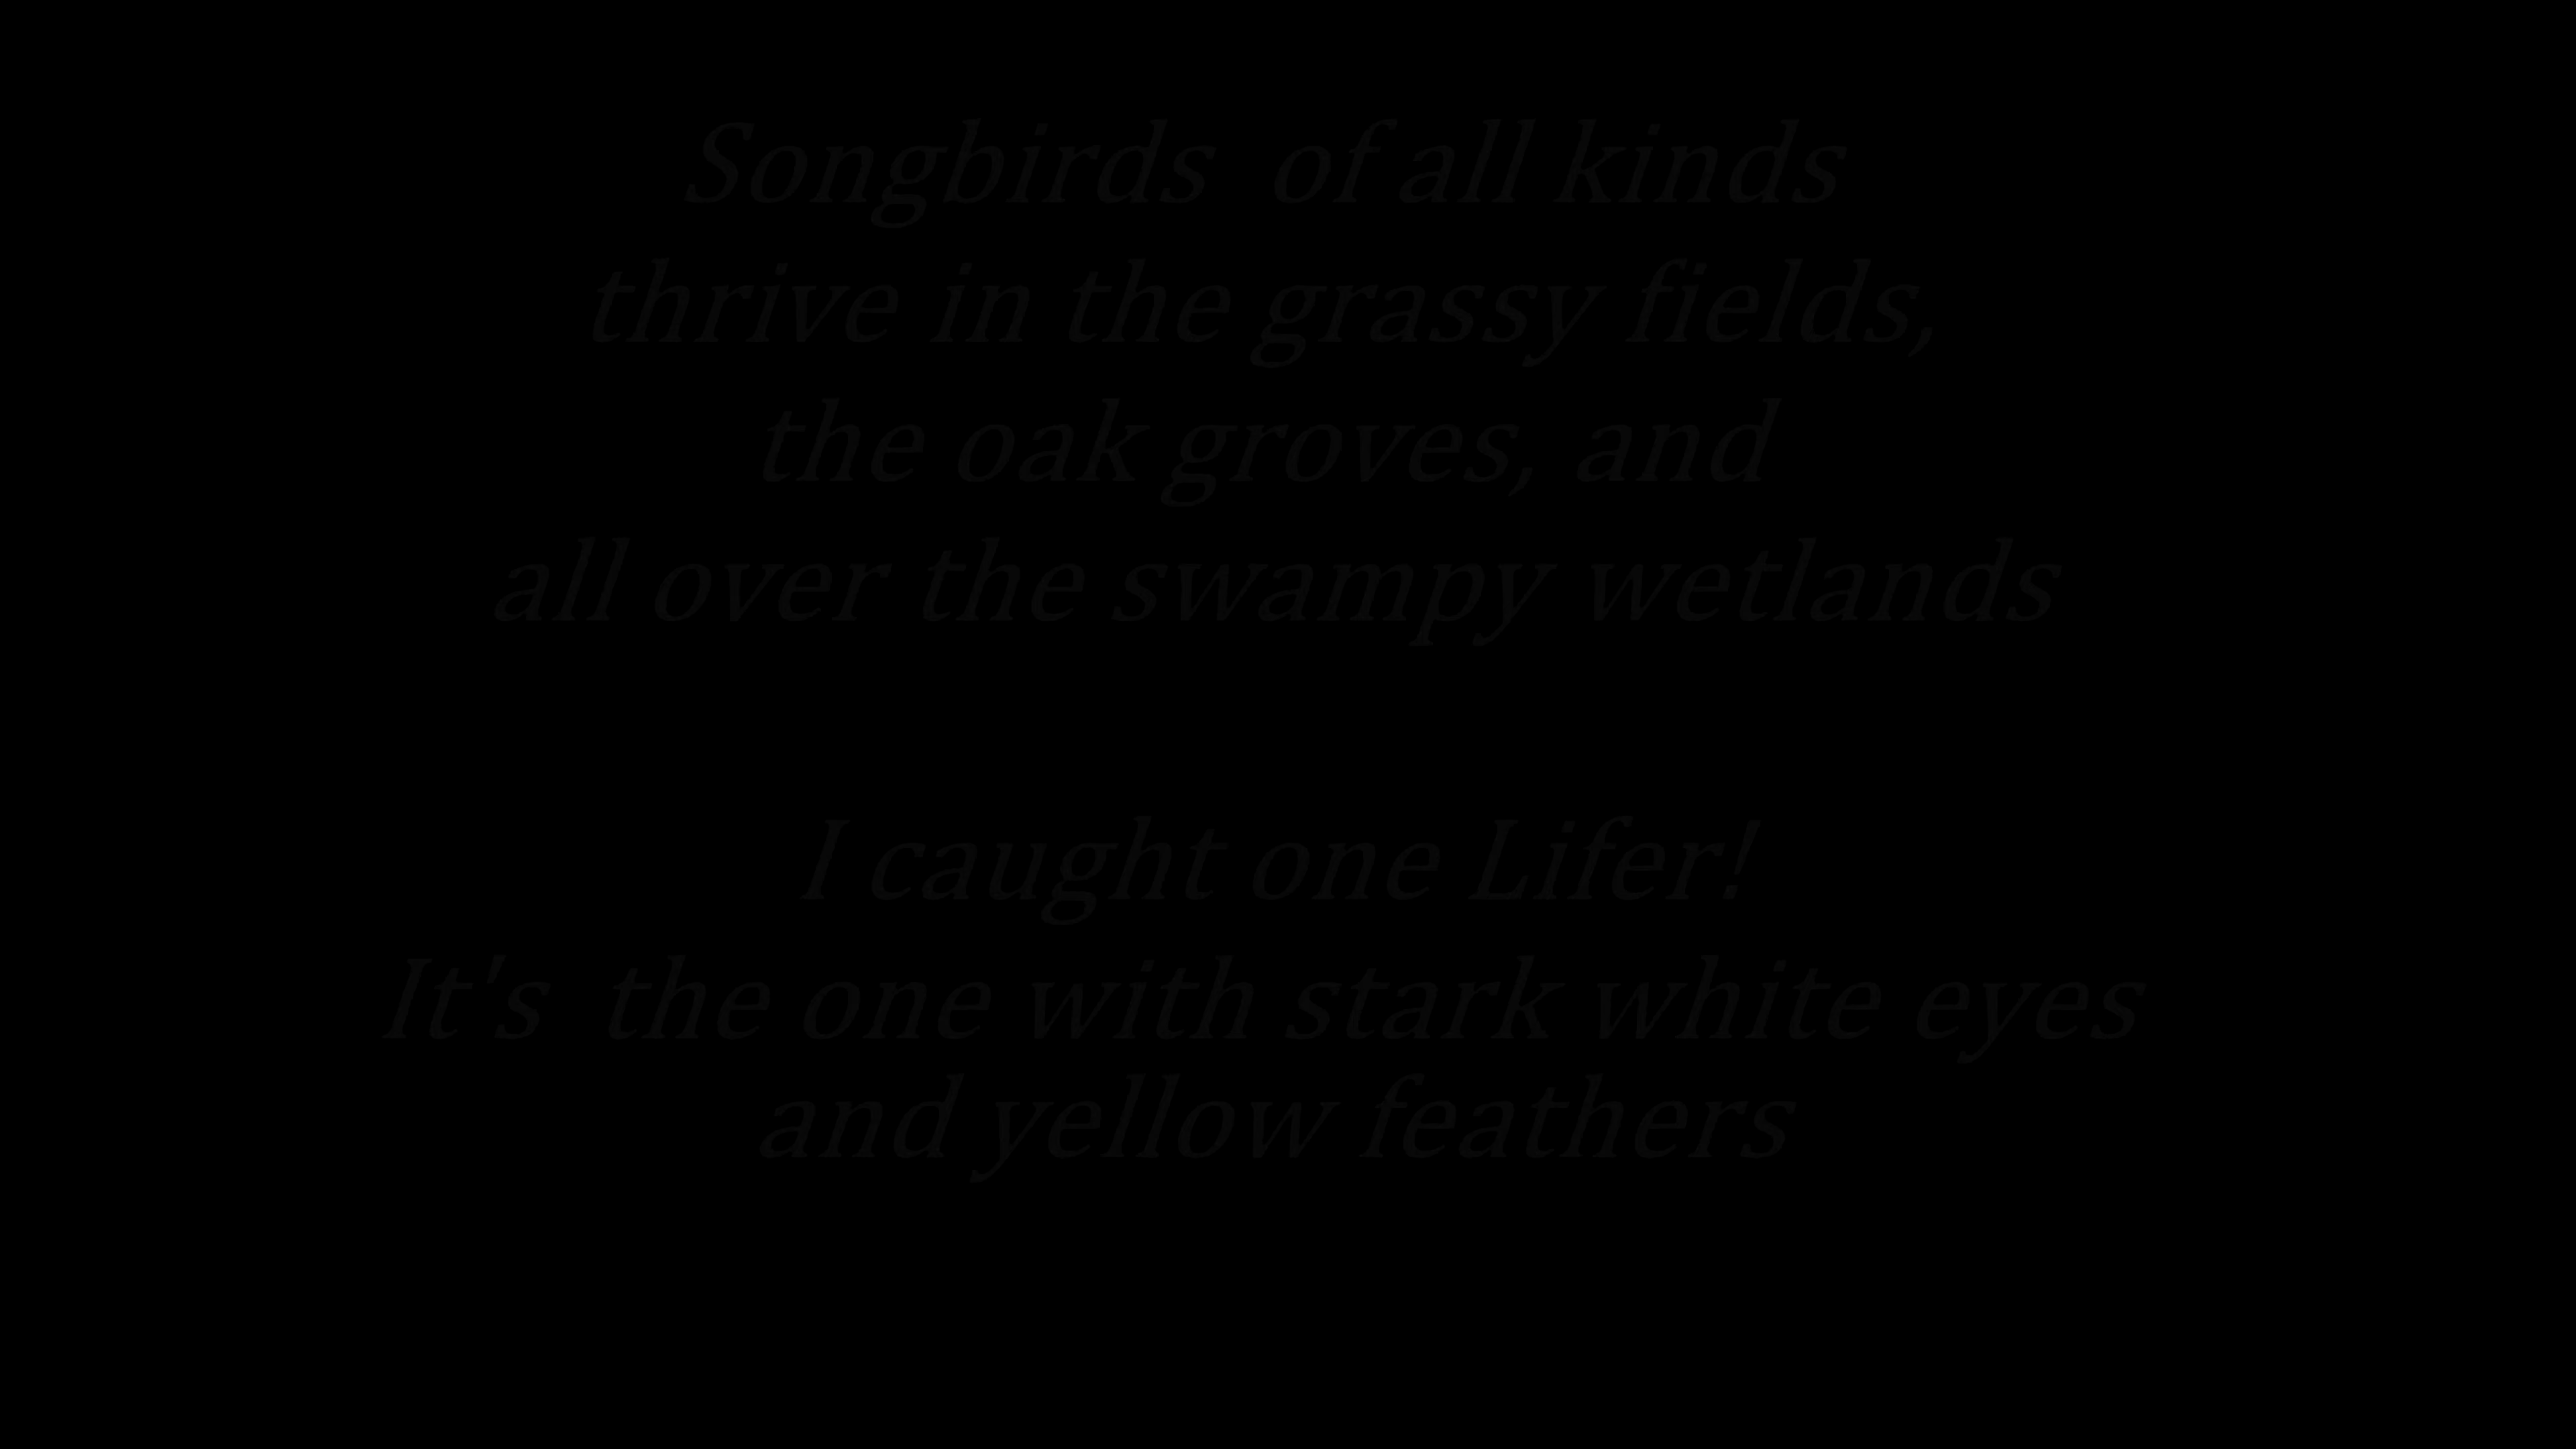 Songbirds  of all kinds
thrive in the grassy fields,
the oak groves, and
all over the swampy wetlands
I caught one Lifer!
It's  the one with stark white eyes
and yellow feathers